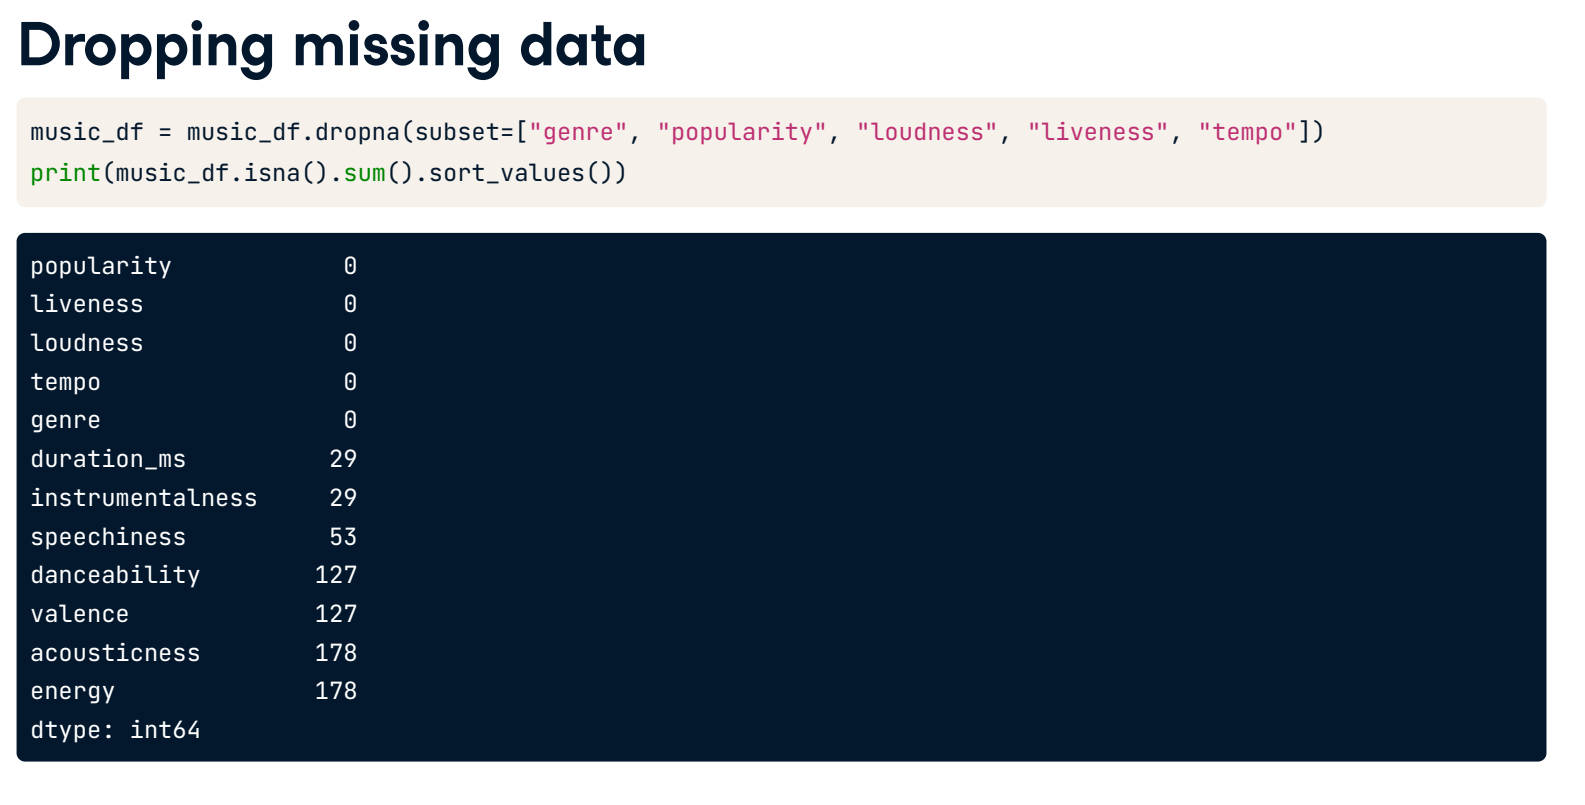 Dropping missing data
music_df = music_df.dropna(subset=["genre", "popularity", "loudness", "liveness", "tempo"])
print(music_df.isna().sum().sort_values())
popularity            0
liveness              0
loudness              0
tempo                 0
genre                 0
duration_ms          29
instrumentalness     29
speechiness          53
danceability        127
valence             127
acousticness        178
energy              178
dtype: int64